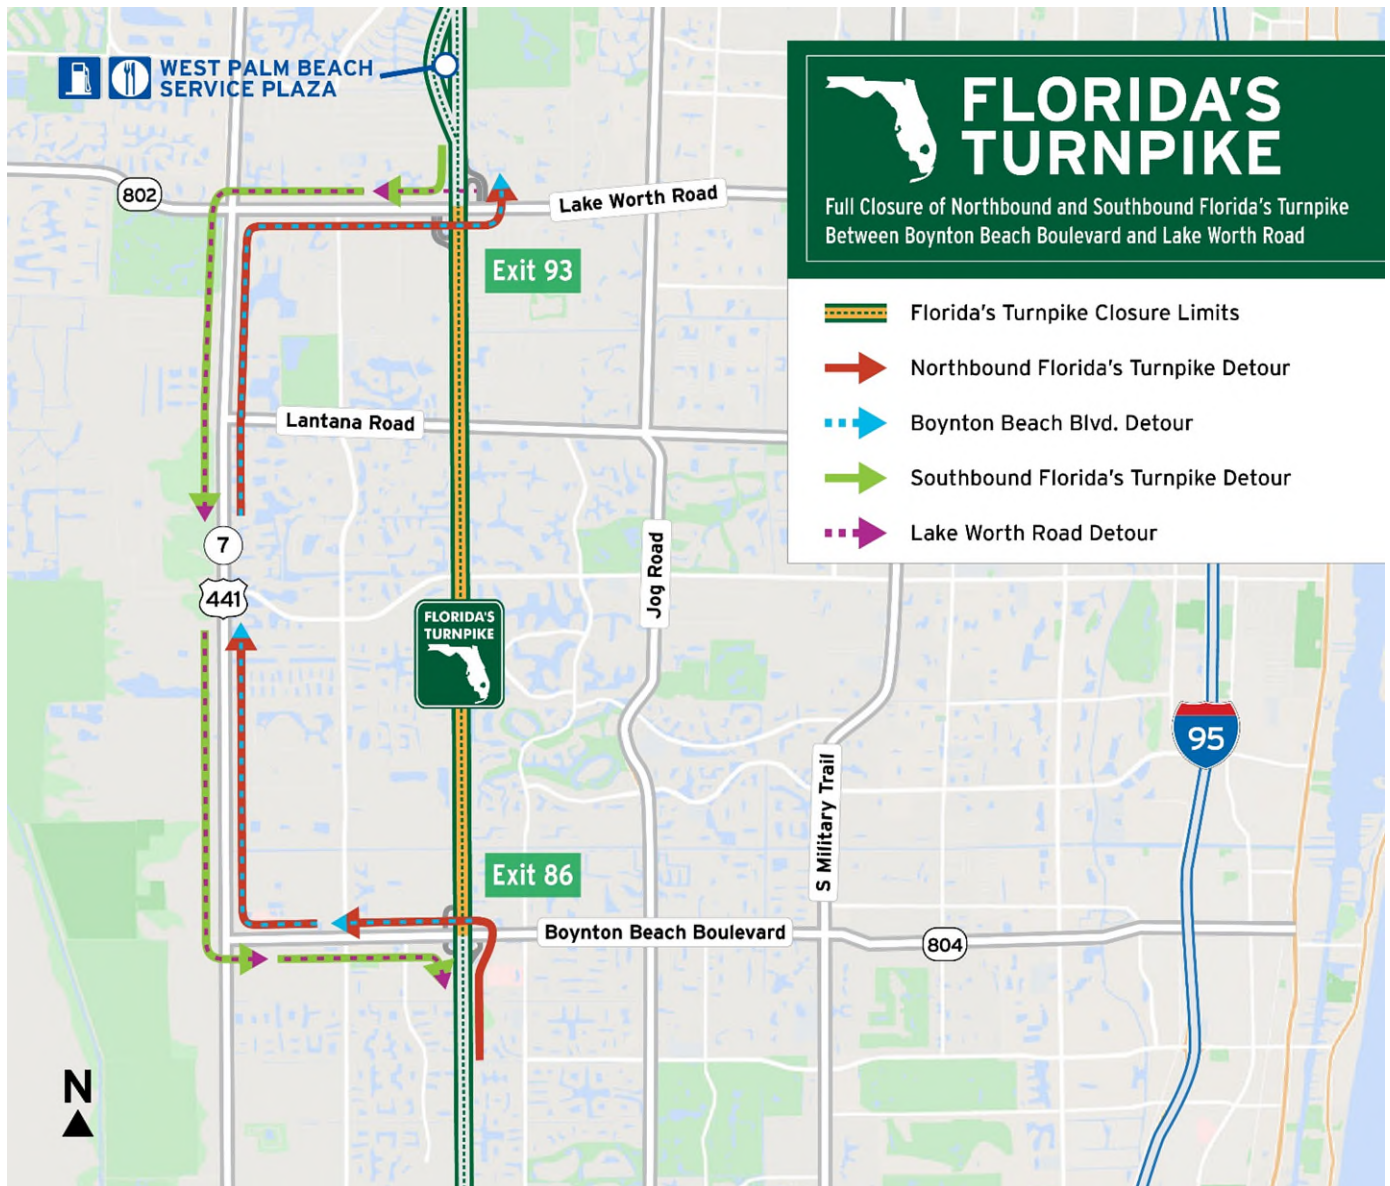 WEST PALM BEACH
SERVICE PLAZA
FLORIDA'S
TURNPIKE
Full Closure of Northbound and Southbound Florida's Turnpike
Between Boynton Beach Boulevard and Lake Worth Road
802
Lake Worth Road
Exit 93
Florida's Turnpike Closure Limits
Northbound Florida's Turnpike Detour
Boynton Beach Blvd. Detour
Southbound Florida's Turnpike Detour
Lake Worth Road Detour
Lantana Road
7
441
Jog Road
FLORIDA'S
TURNPIKE
95
S Military Trail
Exit 86
Boynton Beach Boulevard
804
N